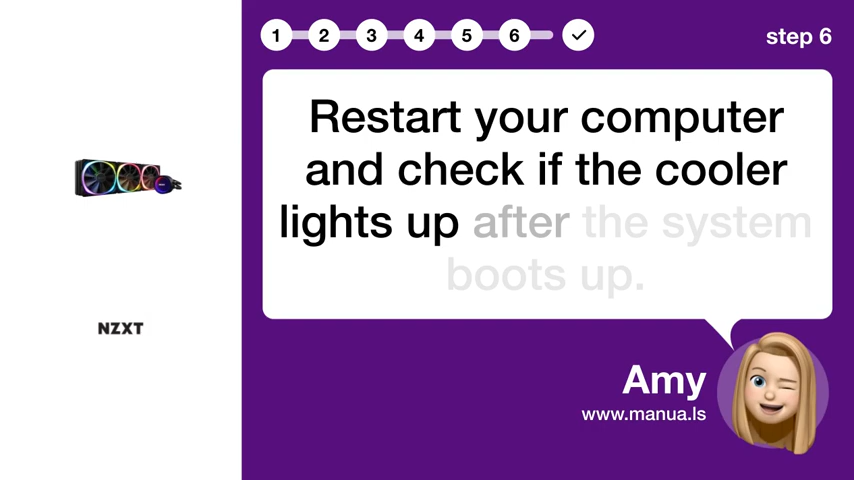 1 2 3 4 5 6
step 6
Restart your computer
and check if the cooler
lights up after the system
boots up.
NZXT
Amy
www.manua.ls